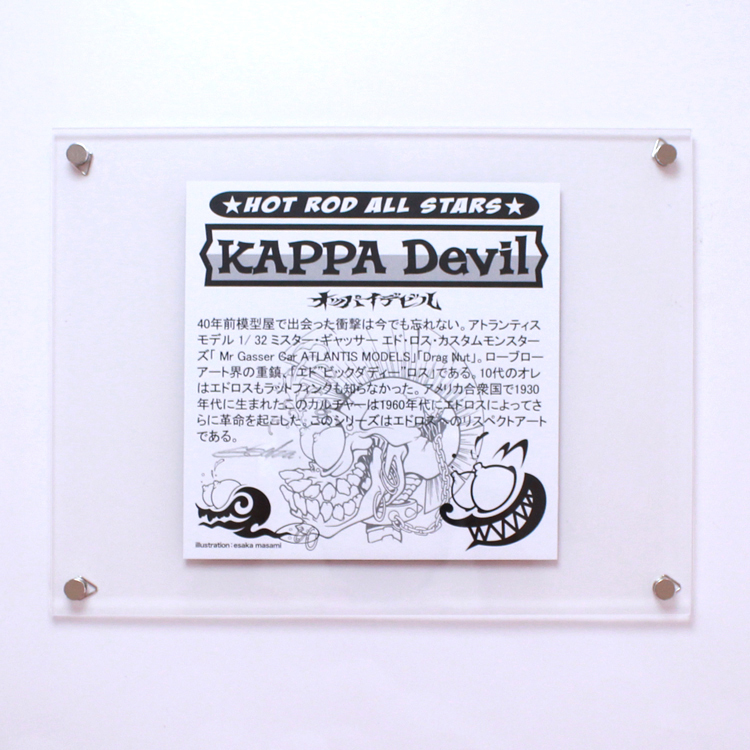 ★HOT ROD ALL STARS★
KAPPA Devil
オッパイデビル
40年前模型屋で出会った衝撃は今でも忘れない。アトランティス
モデル 1/ 32 ミスター・ギャッサー エド・ロス・カスタムモンスター
ズ「 Mr Gasser Car ATLANTIS MODELS」「Drag Nut」。ローブロー
アート界の重鎮、「エド"ビックダディー"ロス」である。10代のオレ
はエドロスもラットフィンクも知らなかった。アメリカ合衆国で1930
年代に生まれたこのカルチャーは1960年代にエドロスによってさ
らに革命を起こした。このシリーズはエドロスへのリスペクトアート
である。
illustration：esaka masami